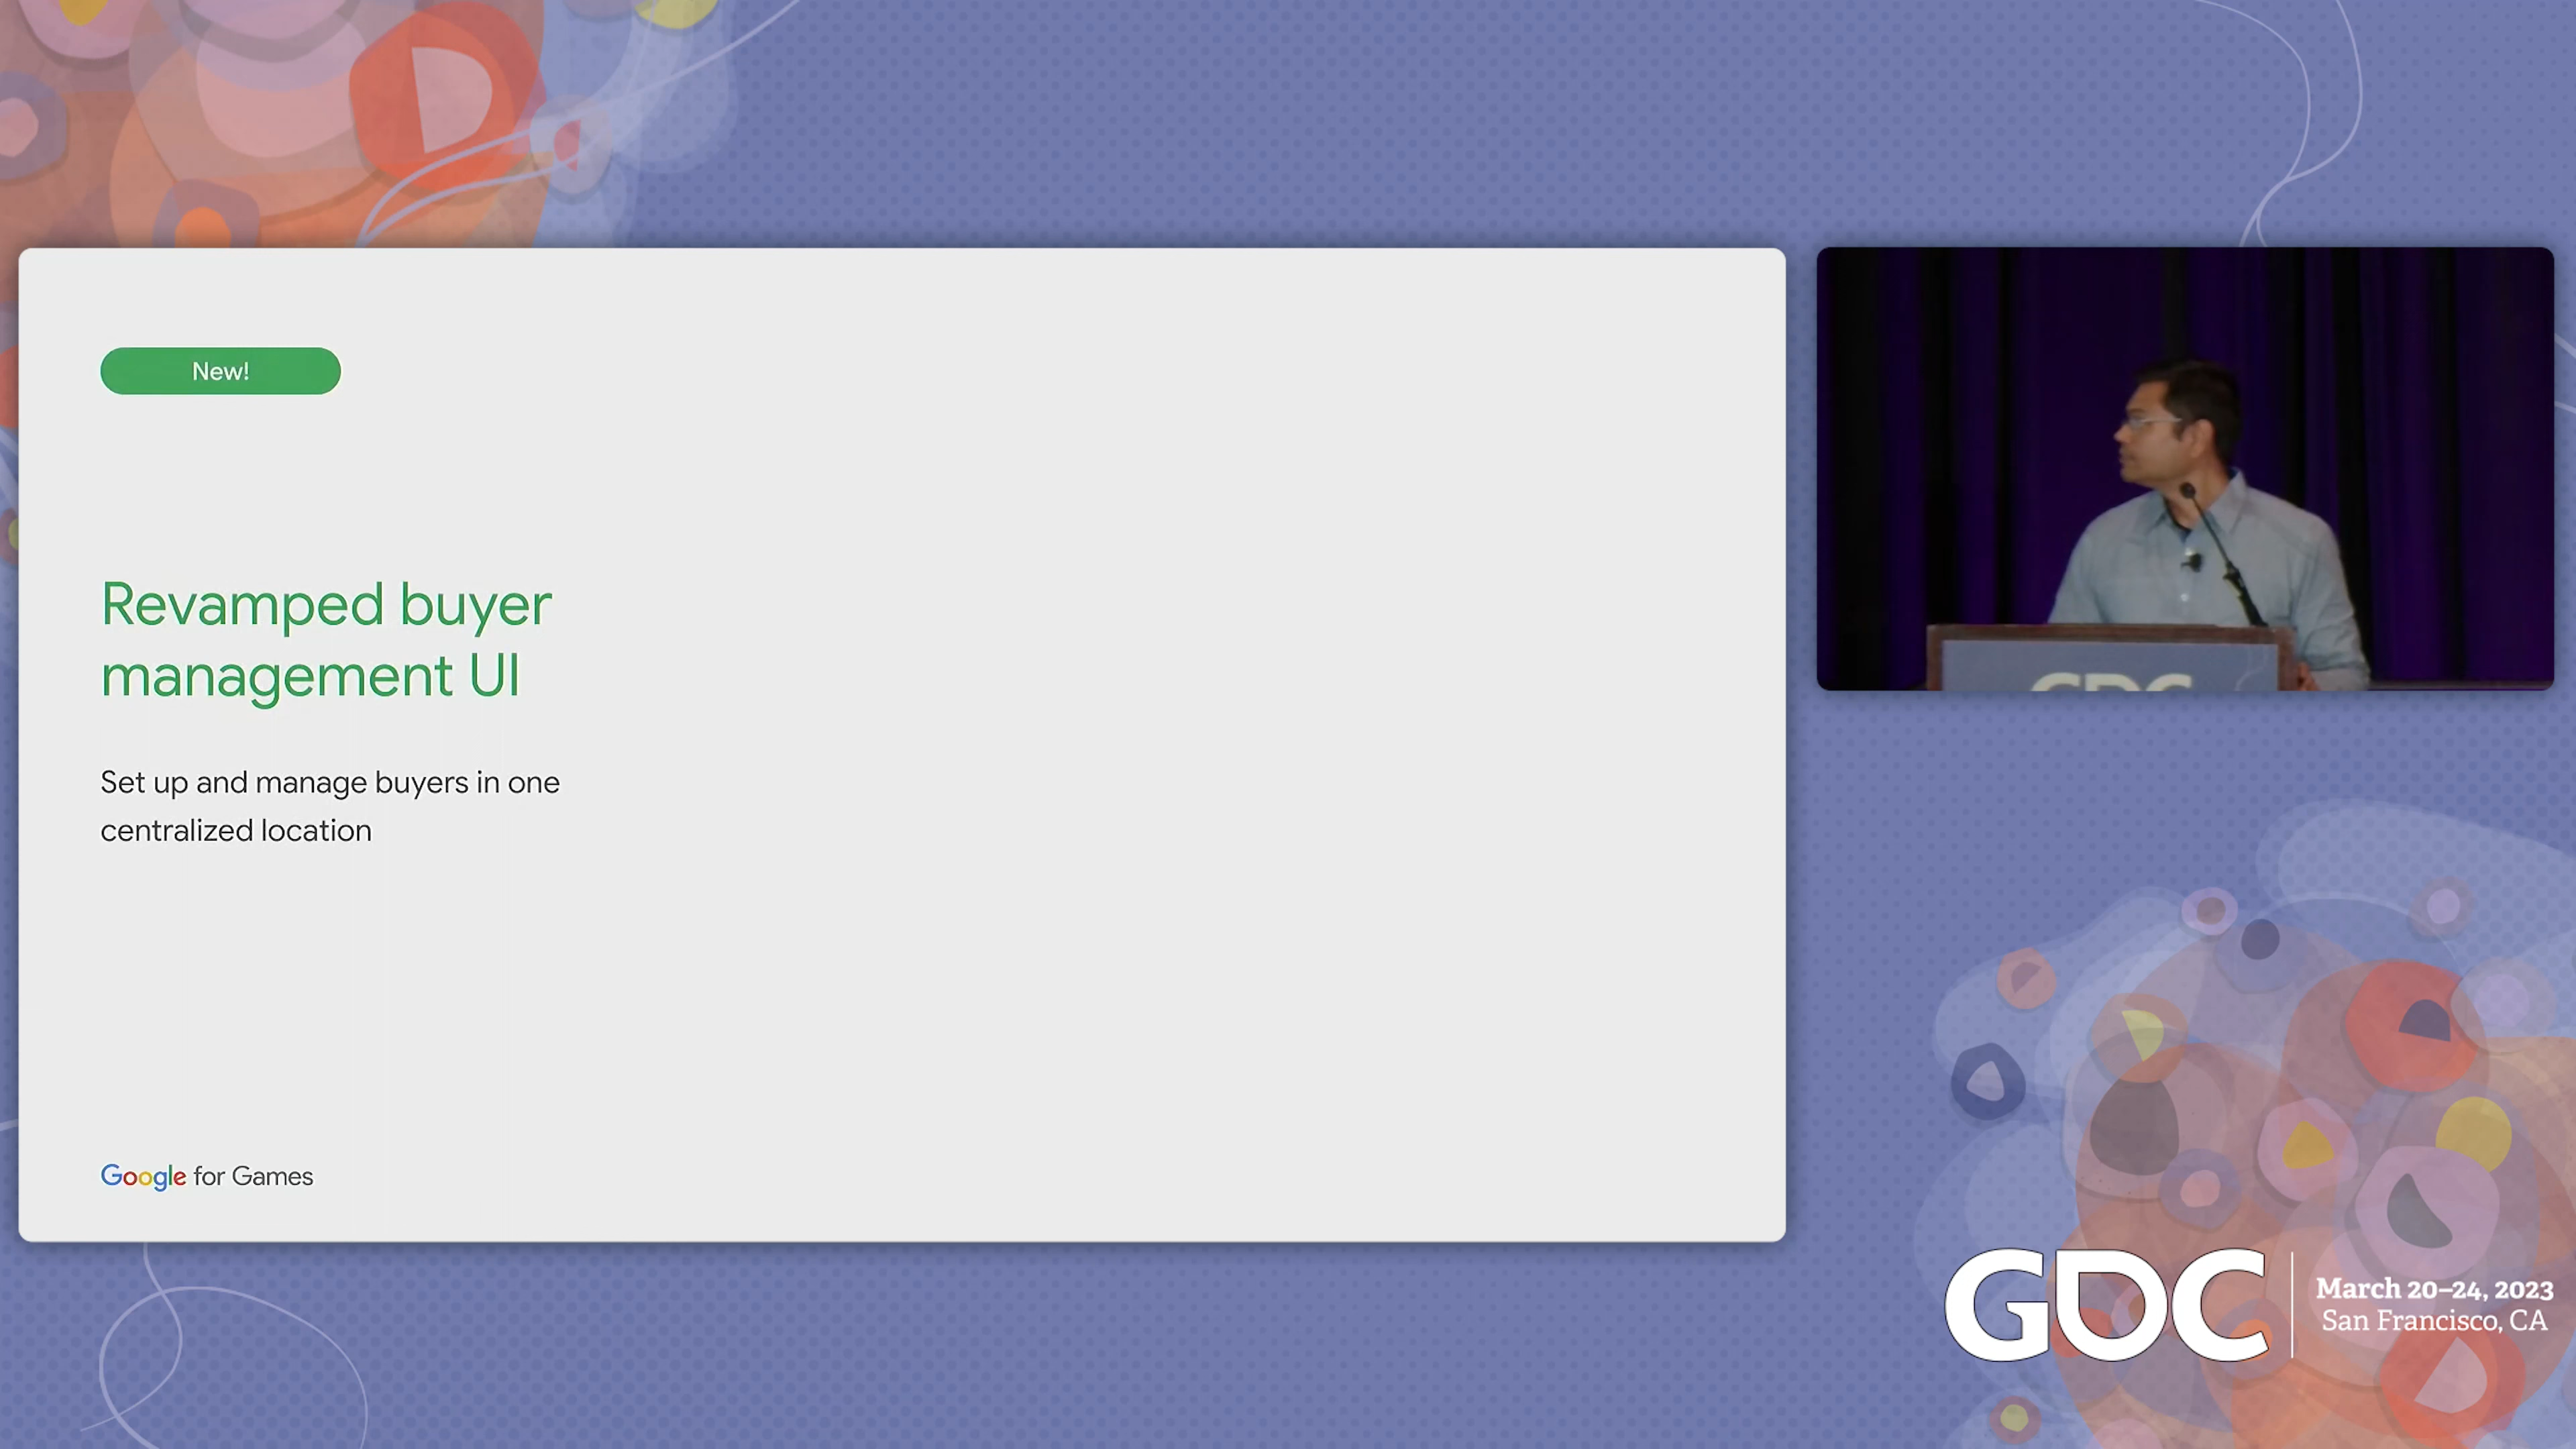 New!
Revamped buyer
management UI
Set up and manage buyers in one
centralized location
Google for Games
GDC
GDC
March 20–24, 2023
San Francisco, CA